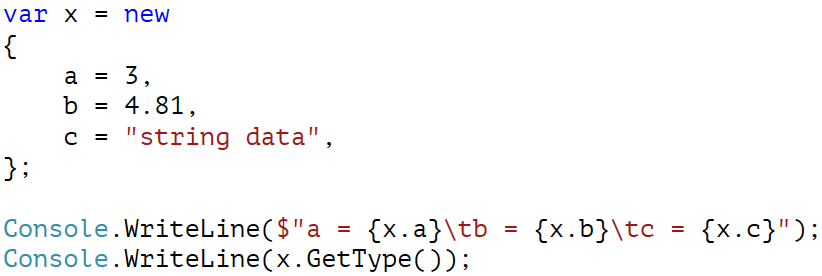 var x = new
{
    a = 3,
    b = 4.81,
    c = "string data",
};

Console.WriteLine($"a = {x.a}\tb = {x.b}\tc = {x.c}");
Console.WriteLine(x.GetType());